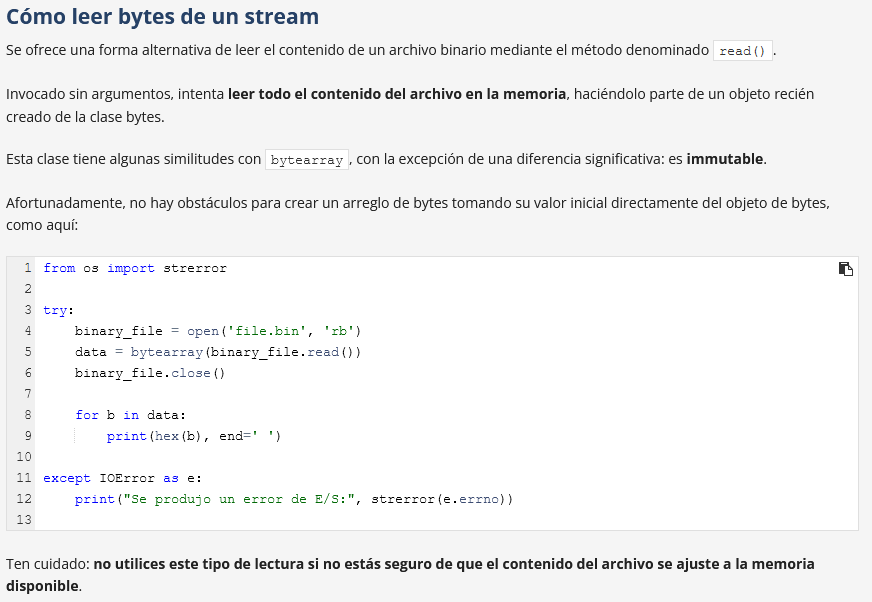 Cómo leer bytes de un stream
Se ofrece una forma alternativa de leer el contenido de un archivo binario mediante el método denominado read() .
Invocado sin argumentos, intenta leer todo el contenido del archivo en la memoria, haciéndolo parte de un objeto recién
creado de la clase bytes.
Esta clase tiene algunas similitudes con bytearray , con la excepción de una diferencia significativa: es immutable.
Afortunadamente, no hay obstáculos para crear un arreglo de bytes tomando su valor inicial directamente del objeto de bytes,
como aquí:
1 from os import strerror
2
3 try:
4     binary_file = open('file.bin', 'rb')
5     data = bytearray(binary_file.read())
6     binary_file.close()
7
8     for b in data:
9         print(hex(b), end=' ')
10
11 except IOError as e:
12     print("Se produjo un error de E/S:", strerror(e.errno))
13
Ten cuidado: no utilices este tipo de lectura si no estás seguro de que el contenido del archivo se ajuste a la memoria
disponible.